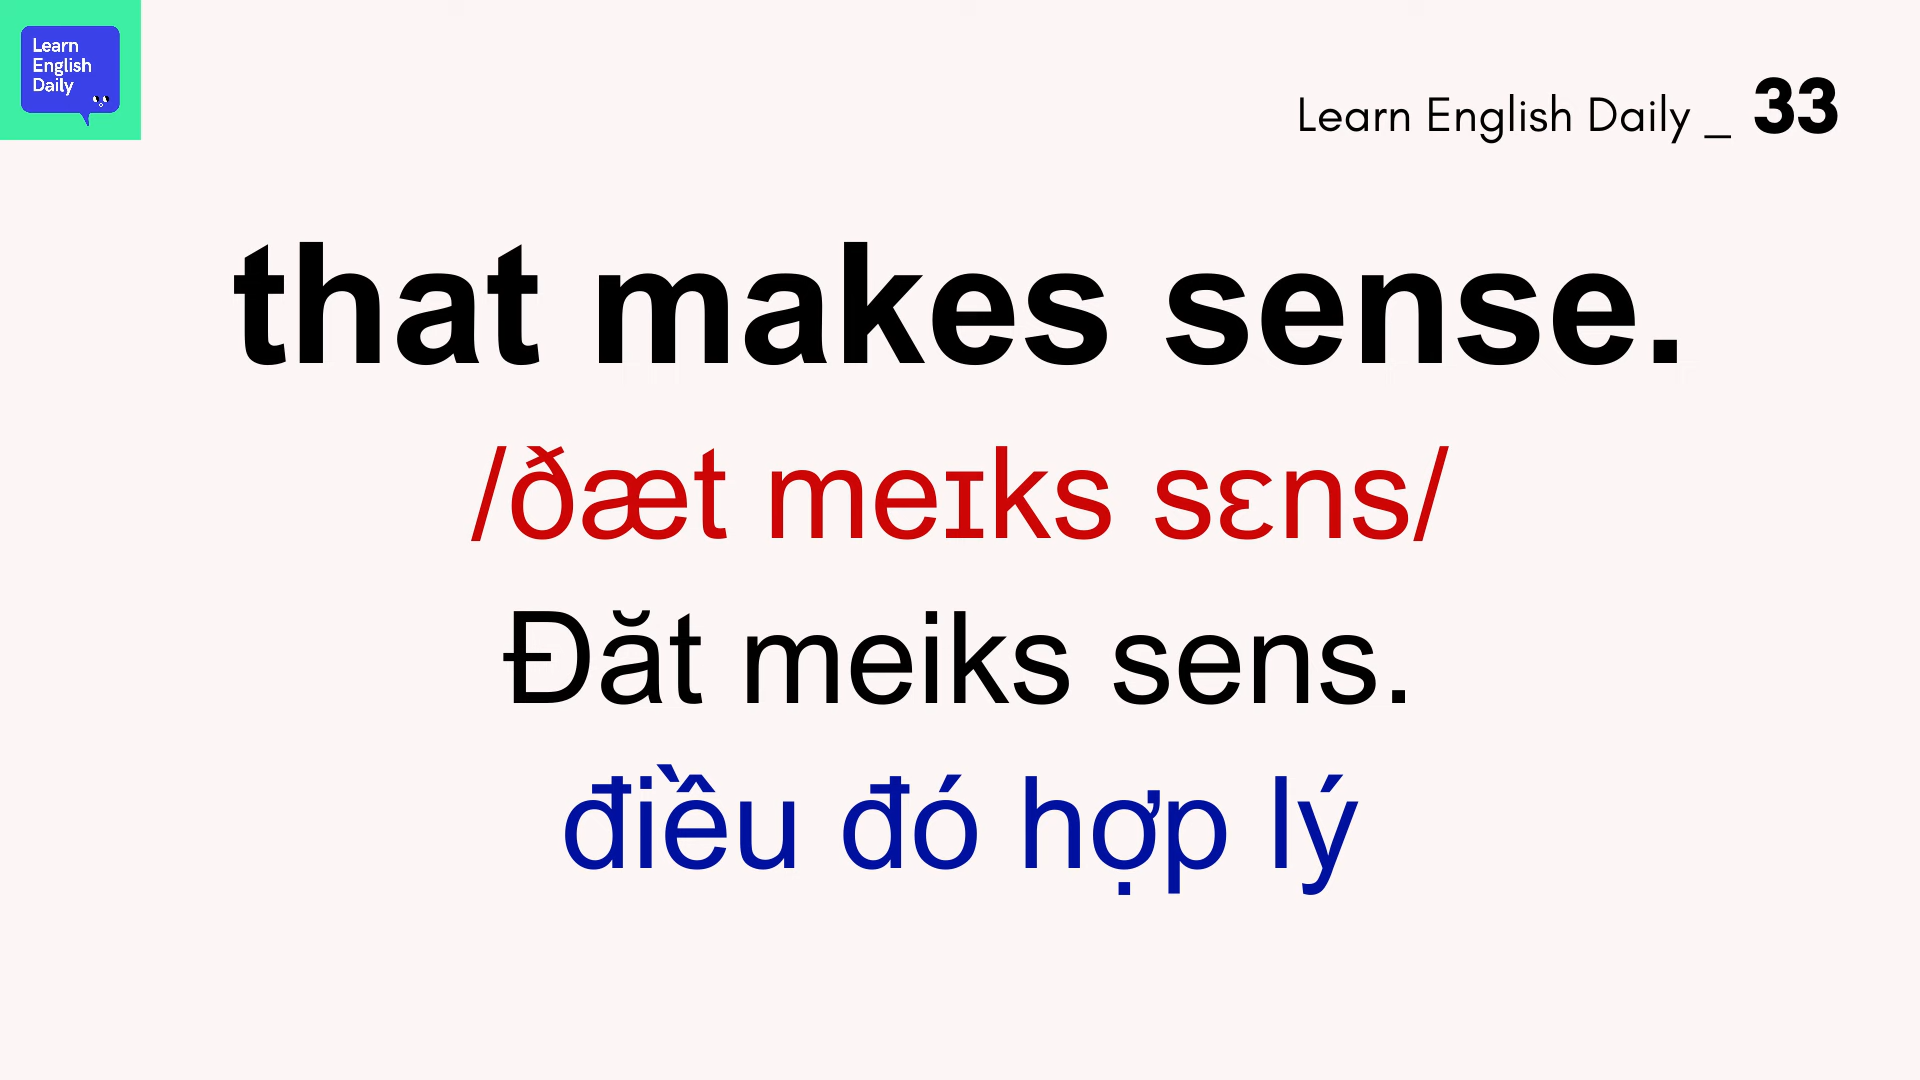 Learn
English
Daily
Learn English Daily _ 33
that makes sense.
/ðæt meɪks sɛns/
Đăt meiks sens.
điều đó hợp lý